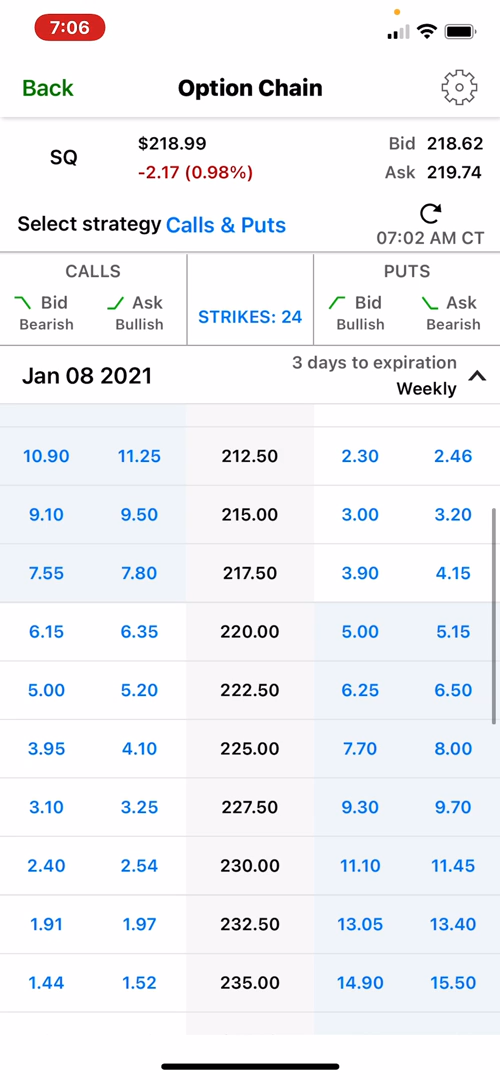 7:06
Back Option Chain
SQ $218.99 Bid 218.62
-2.17 (0.98%) Ask 219.74
Select strategy Calls & Puts
07:02 AM CT
CALLS PUTS
Bid Ask STRIKES: 24 Bid Ask
Bearish Bullish Bullish Bearish
Jan 08 2021 3 days to expiration
Weekly
10.90 11.25 212.50 2.30 2.46
9.10 9.50 215.00 3.00 3.20
7.55 7.80 217.50 3.90 4.15
6.15 6.35 220.00 5.00 5.15
5.00 5.20 222.50 6.25 6.50
3.95 4.10 225.00 7.70 8.00
3.10 3.25 227.50 9.30 9.70
2.40 2.54 230.00 11.10 11.45
1.91 1.97 232.50 13.05 13.40
1.44 1.52 235.00 14.90 15.50